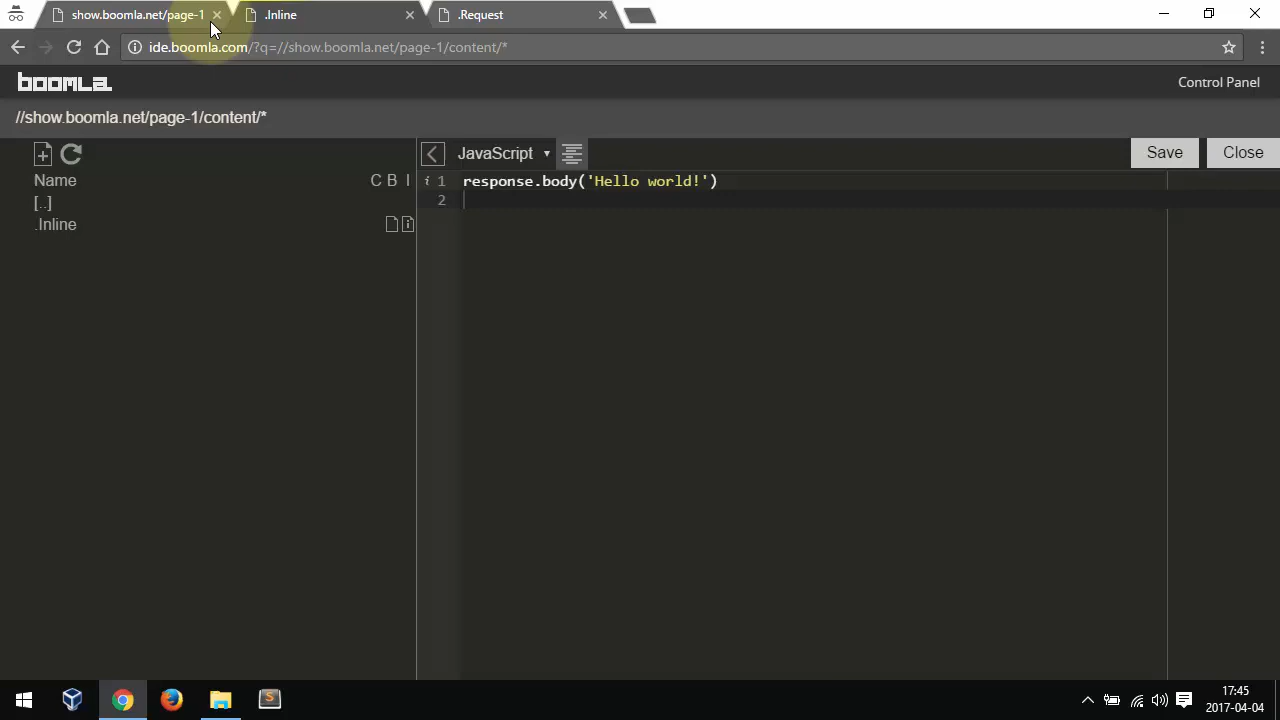 show.boomla.net/page-1
.Inline
.Request
ide.boomla.com/?q=//show.boomla.net/page-1/content/*
boomla
Control Panel
//show.boomla.net/page-1/content/*
JavaScript
Save
Close
Name
C B I
[..]
.Inline
i 1 response.body('Hello world!')
2
S
17:45
2017-04-04